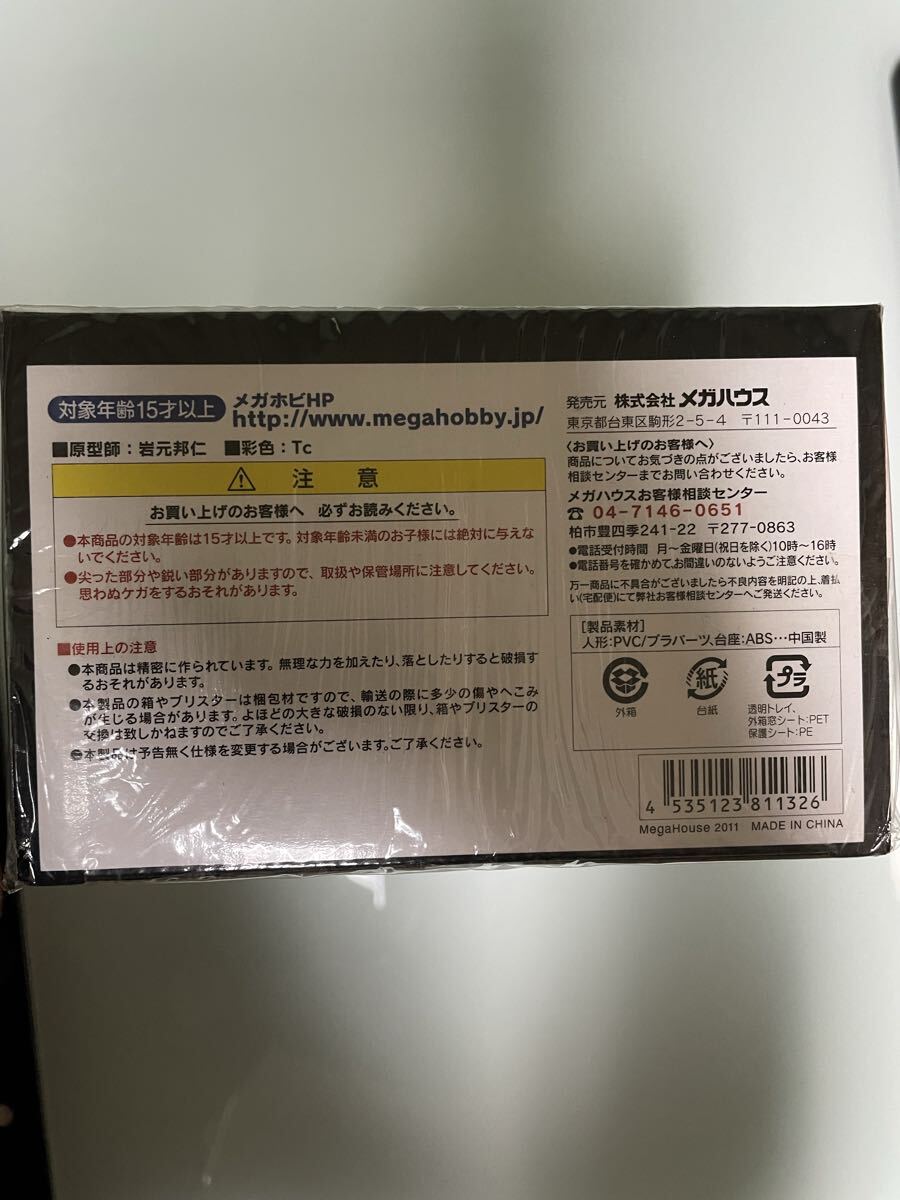 対象年齢15才以上
メガホビHP
http://www.megahobby.jp/
■原型師：岩元邦仁　■彩色：Tc
注意
お買い上げのお客様へ　必ずお読みください。
●本商品の対象年齢は15才以上です。対象年齢未満のお子様には絶対に与えな
いでください。
●尖った部分や鋭い部分がありますので、取扱や保管場所に注意してください。
思わぬケガをするおそれがあります。
■使用上の注意
●本商品は精密に作られています。無理な力を加えたり、落としたりすると破損す
るおそれがあります。
●本製品の箱やブリスターは梱包材ですので、輸送の際に多少の傷やへこみ
が生じる場合があります。よほどの大きな破損のない限り、箱やブリスターの
交換は致しかねますのでご了承ください。
●本製品は予告無く仕様を変更する場合がございます。ご了承ください。
発売元 株式会社メガハウス
東京都台東区駒形2-5-4　〒111-0043
〈お買い上げのお客様へ〉
商品についてお気づきの点がございましたら、お客様
相談センターまでお問い合わせください。
メガハウスお客様相談センター
☎ 04-7146-0651
柏市豊四季241-22 〒277-0863
●電話受付時間　月～金曜日(祝日を除く)10時～16時
●電話番号を確かめて、お間違のないようご注意ください。
万一商品に不具合がございましたら不良内容を明記の上、着払
い(宅配便)にて弊社お客様相談センターへご発送ください。
［製品素材］
人形：PVC/プラパーツ、台座：ABS…中国製
紙
プラ
外箱
台紙
透明トレイ、
外箱窓シート：PET
保護シート：PE
4 535123 811326
MegaHouse 2011　MADE IN CHINA